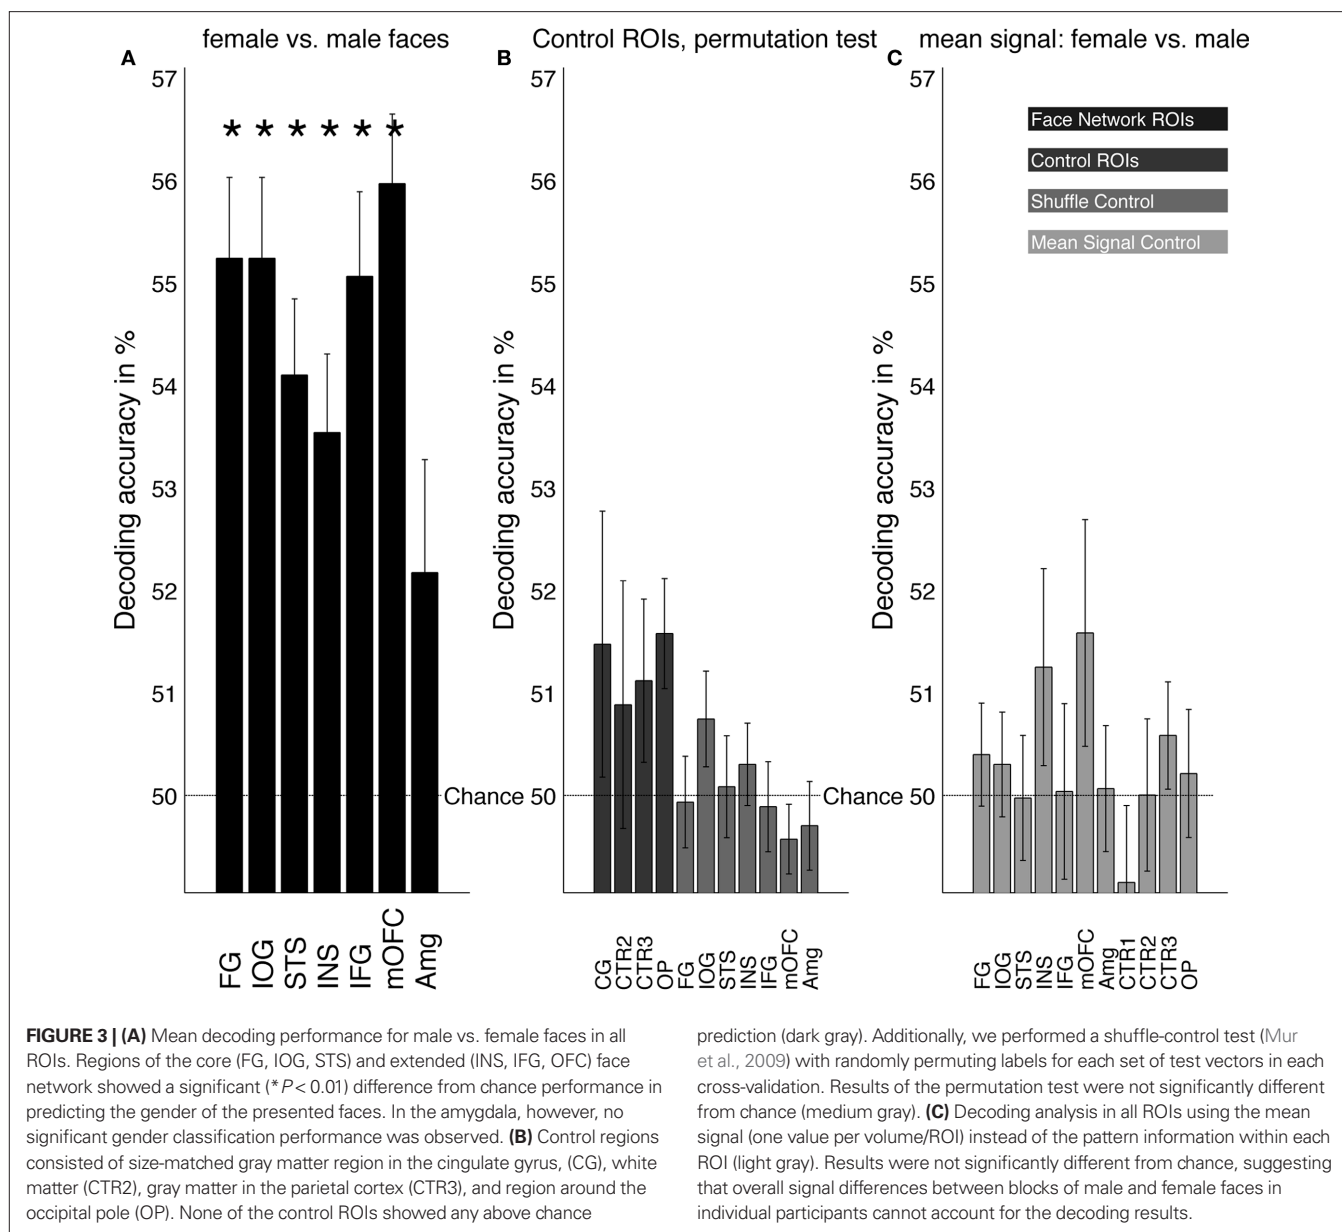 A
female vs. male faces
57
56
55
54
53
52
51
50
Decoding accuracy in %
* * * * * *
Chance
FG
IOG
STS
INS
IFG
mOFC
Amg
B
Control ROIs, permutation test
57
56
55
54
53
52
51
50
Decoding accuracy in %
Chance
CG
CTR2
CTR3
OP
FG
IOG
STS
INS
IFG
mOFC
Amg
C
mean signal: female vs. male
57
56
55
54
53
52
51
50
Decoding accuracy in %
Face Network ROIs
Control ROIs
Shuffle Control
Mean Signal Control
FG
IOG
STS
INS
IFG
mOFC
Amg
CTR1
CTR2
CTR3
OP
FIGURE 3 | (A) Mean decoding performance for male vs. female faces in all
ROIs. Regions of the core (FG, IOG, STS) and extended (INS, IFG, OFC) face
network showed a significant (*P < 0.01) difference from chance performance in
predicting the gender of the presented faces. In the amygdala, however, no
significant gender classification performance was observed. (B) Control regions
consisted of size-matched gray matter region in the cingulate gyrus, (CG), white
matter (CTR2), gray matter in the parietal cortex (CTR3), and region around the
occipital pole (OP). None of the control ROIs showed any above chance
prediction (dark gray). Additionally, we performed a shuffle-control test (Mur
et al., 2009) with randomly permuting labels for each set of test vectors in each
cross-validation. Results of the permutation test were not significantly different
from chance (medium gray). (C) Decoding analysis in all ROIs using the mean
signal (one value per volume/ROI) instead of the pattern information within each
ROI (light gray). Results were not significantly different from chance, suggesting
that overall signal differences between blocks of male and female faces in
individual participants cannot account for the decoding results.